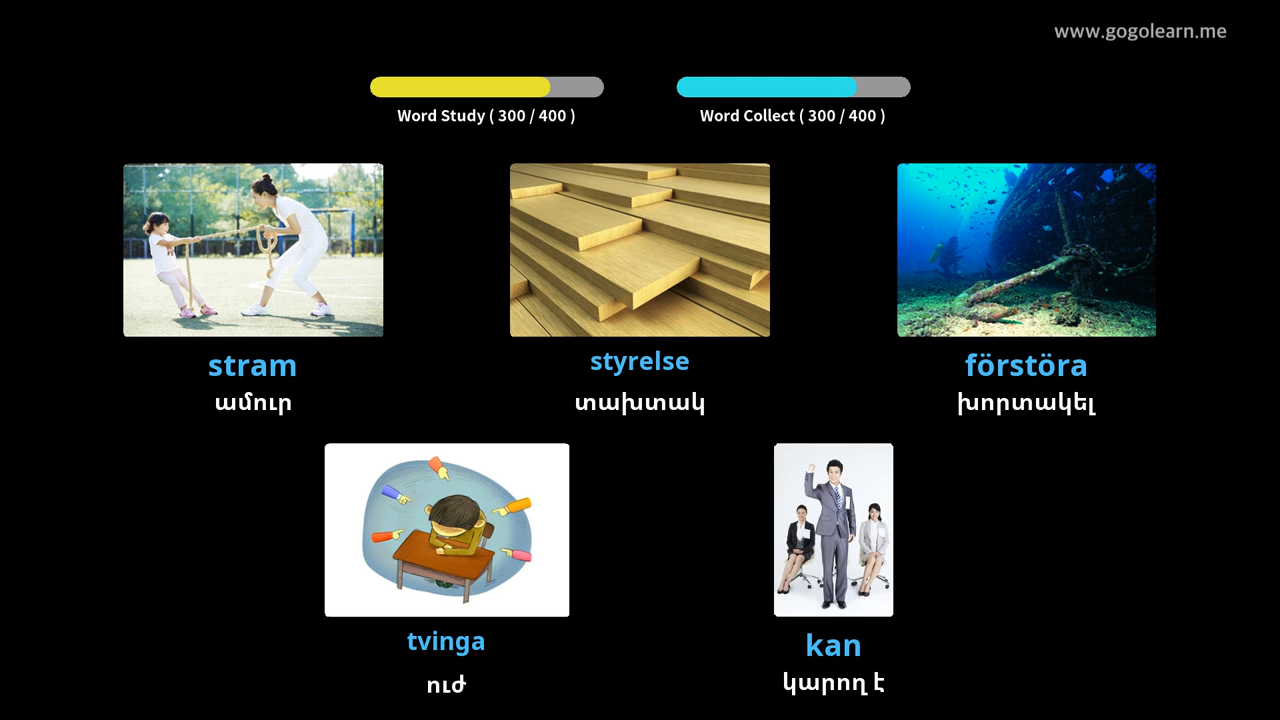 www.gogolearn.me
Word Study ( 300 / 400 )
Word Collect ( 300 / 400 )
stram
ամուր
styrelse
տախտակ
förstöra
խորտակել
tvinga
ուժ
kan
կարող է